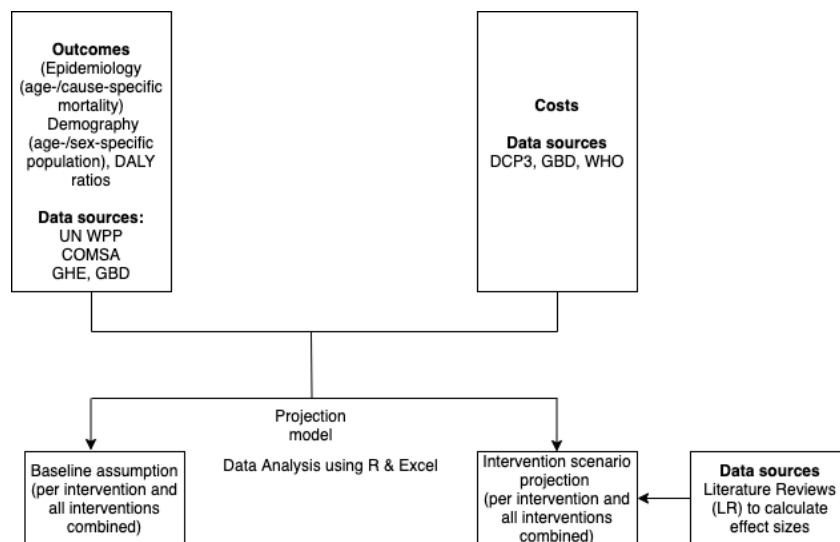 Outcomes
(Epidemiology
(age-/cause-specific
mortality)
Demography
(age-/sex-specific
population), DALY
ratios
Data sources:
UN WPP
COMSA
GHE, GBD
Costs
Data sources
DCP3, GBD, WHO
Projection
model
Data Analysis using R & Excel
Baseline assumption
(per intervention and
all interventions
combined)
Intervention scenario
projection
(per intervention and
all interventions
combined)
Data sources
Literature Reviews
(LR) to calculate
effect sizes